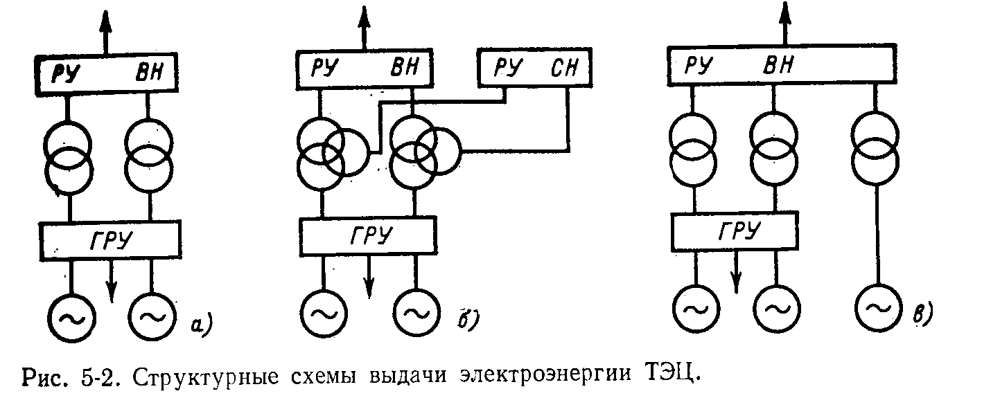 РУ ВН
РУ ВН
РУ СН
РУ ВН
ГРУ
ГРУ
ГРУ
а)
б)
в)
Рис. 5-2. Структурные схемы выдачи электроэнергии ТЭЦ.